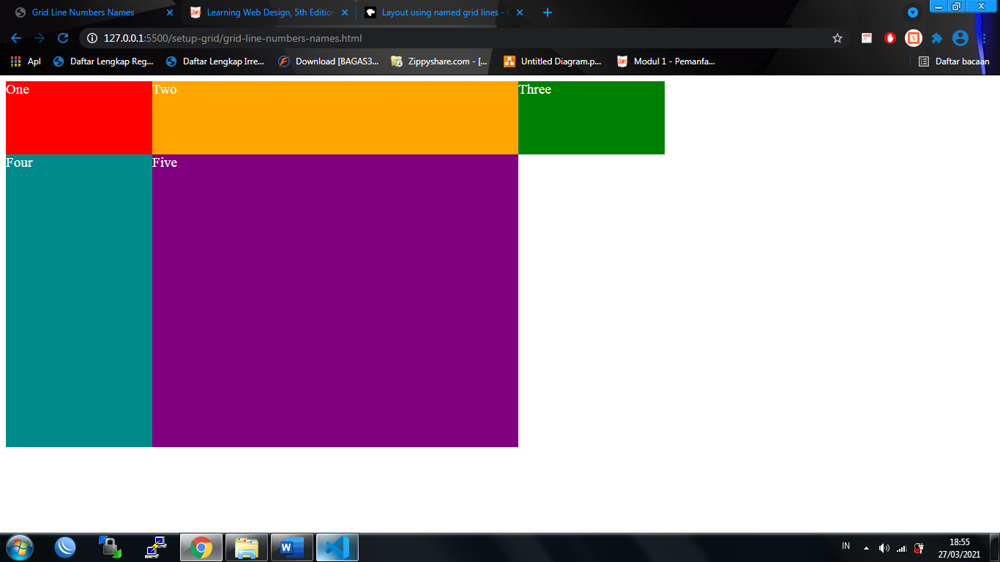 Grid Line Numbers Names
Learning Web Design, 5th Edition
Layout using named grid lines -
127.0.0.1:5500/setup-grid/grid-line-numbers-names.html
Apl
Daftar Lengkap Reg...
Daftar Lengkap Irre...
Download [BAGAS3...
Zippyshare.com - [...
Untitled Diagram.p...
Modul 1 - Pemanfa...
Daftar bacaan
One
Two
Three
Four
Five
IN
18:55
27/03/2021